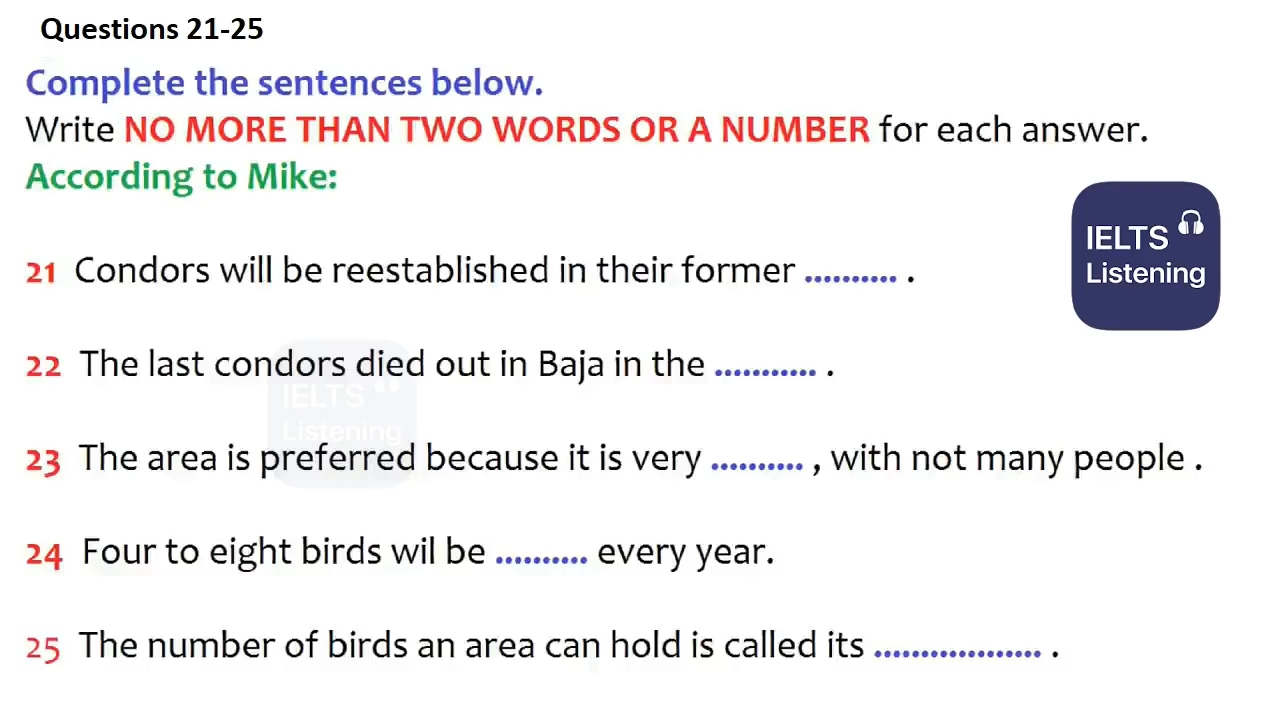 Questions 21-25
Complete the sentences below.
Write NO MORE THAN TWO WORDS OR A NUMBER for each answer.
According to Mike:
IELTS
Listening
21 Condors will be reestablished in their former .......... .
22 The last condors died out in Baja in the ........... .
IELTS
Listening
23 The area is preferred because it is very .......... , with not many people .
24 Four to eight birds wil be .......... every year.
25 The number of birds an area can hold is called its .................. .